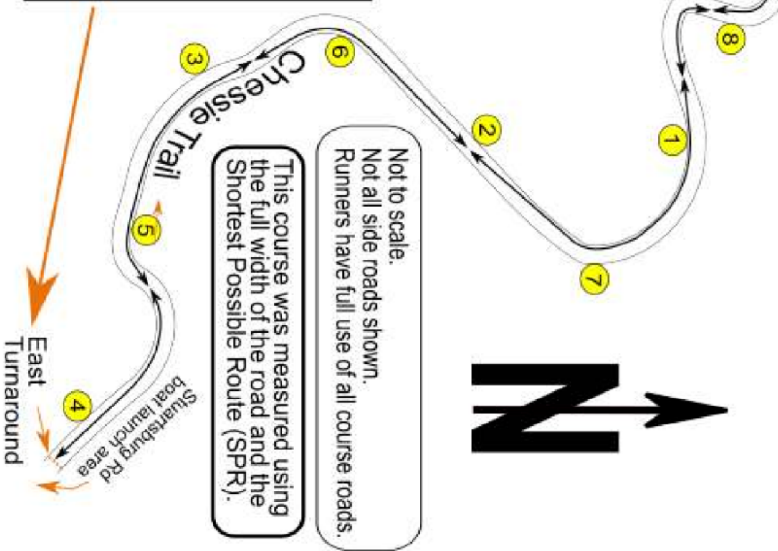 Not to scale.
Not all side roads shown.
Runners have full use of all course roads.
This course was measured using
the full width of the road and the
Shortest Possible Route (SPR).
Chessie Trail
8
1
7
2
6
3
5
4
Stuartsburg Rd
boat launch area
East
Turnaround
N